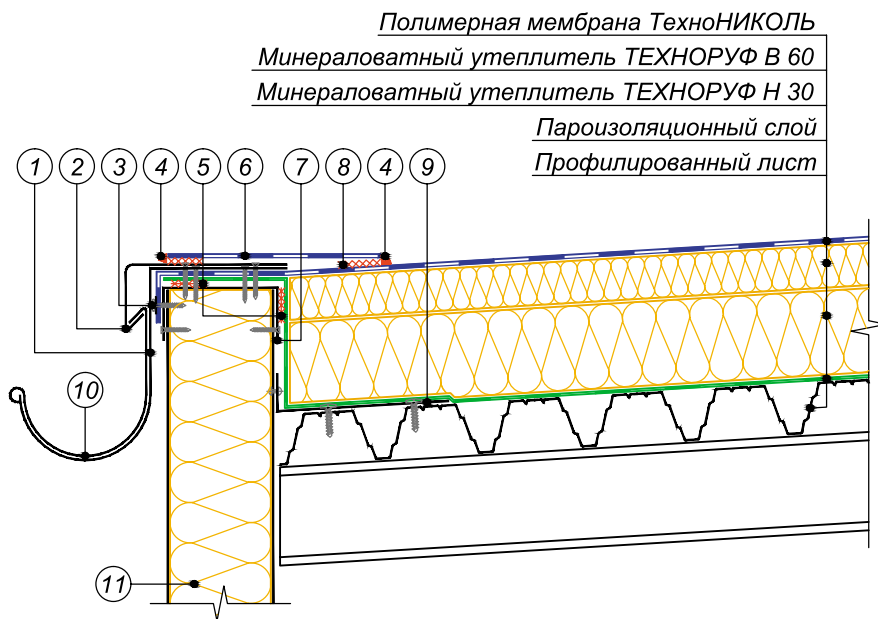 Полимерная мембрана ТехноНИКОЛЬ
Минераловатный утеплитель ТЕХНОРУФ В 60
Минераловатный утеплитель ТЕХНОРУФ Н 30
Пароизоляционный слой
Профилированный лист
1 2 3 4 5 6 7 8 4 9
10
11